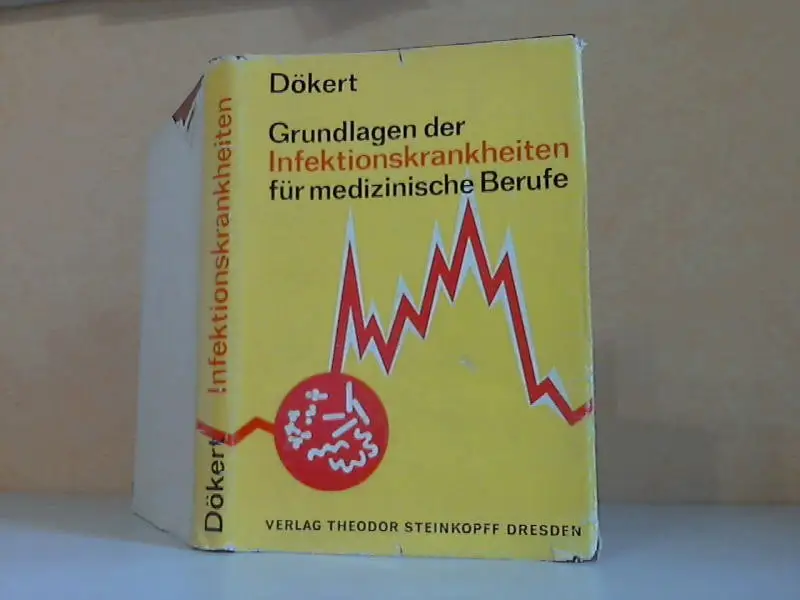 Dökert
Grundlagen der
Infektionskrankheiten
für medizinische Berufe
VERLAG THEODOR STEINKOPFF DRESDEN
Dökert Infektionskrankheiten